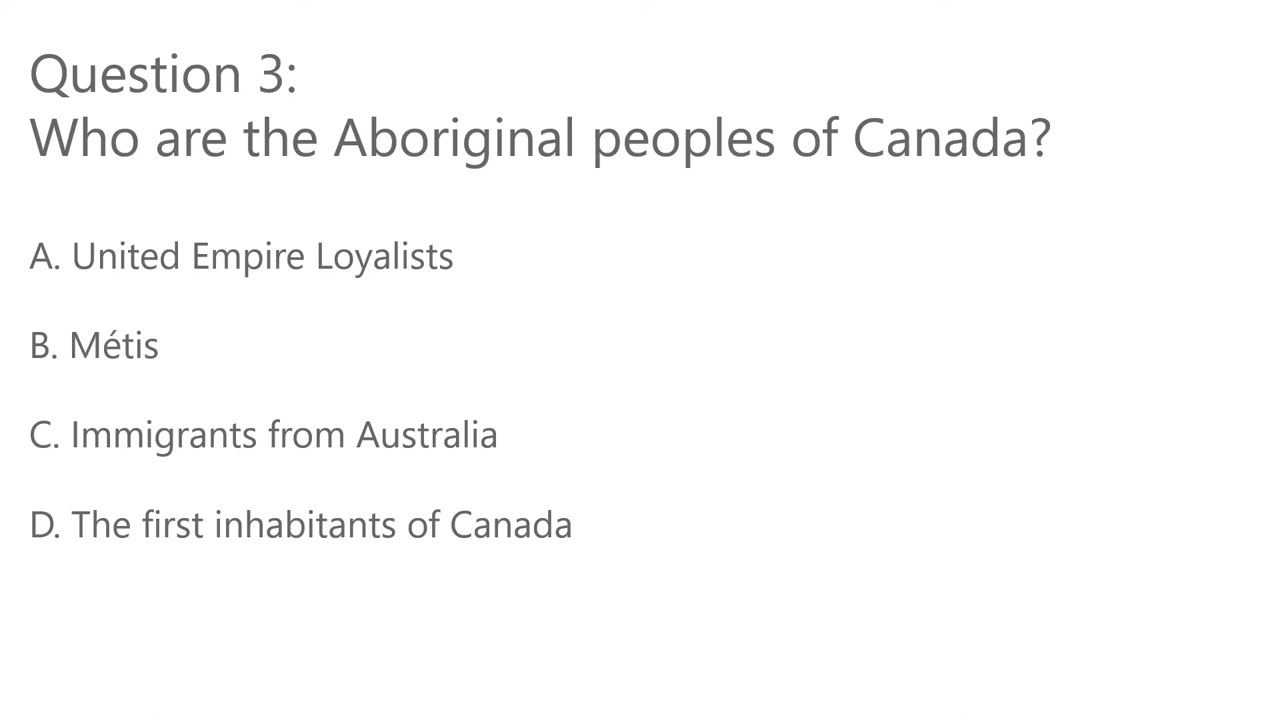 Question 3:
Who are the Aboriginal peoples of Canada?
A. United Empire Loyalists
B. Métis
C. Immigrants from Australia
D. The first inhabitants of Canada